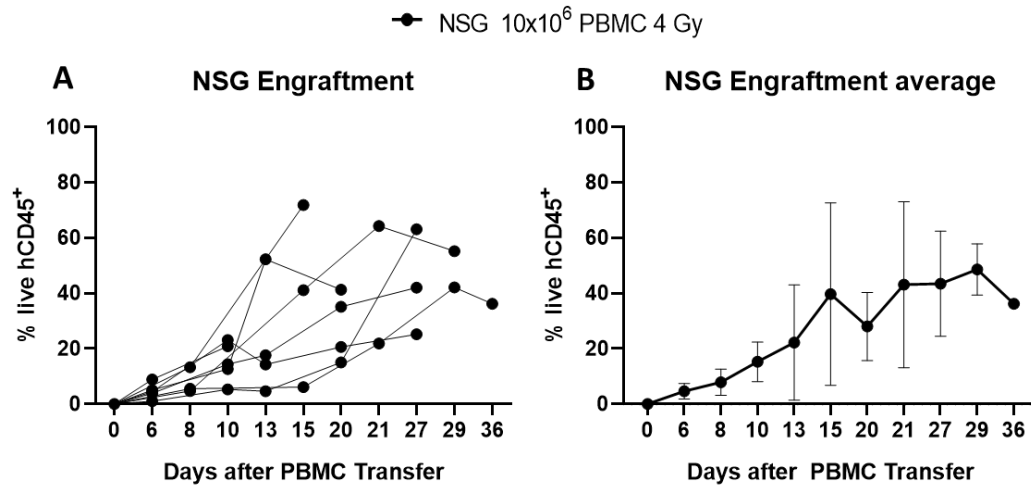 NSG 10x10⁶ PBMC 4 Gy
A
NSG Engraftment
% live hCD45⁺
100
80
60
40
20
0
0 6 8 10 13 15 20 21 27 29 36
Days after PBMC Transfer
B
NSG Engraftment average
% live hCD45⁺
100
80
60
40
20
0
0 6 8 10 13 15 20 21 27 29 36
Days after PBMC Transfer